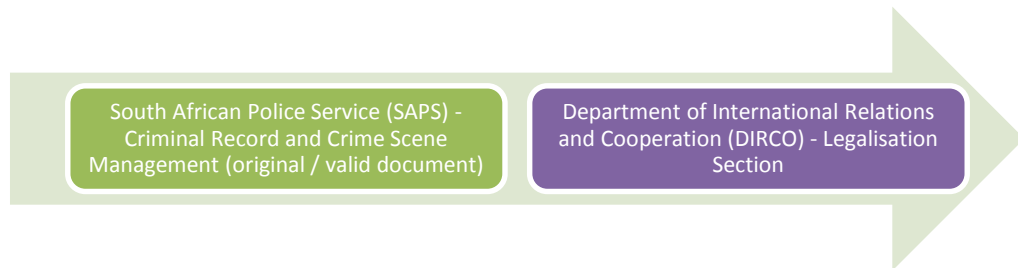 South African Police Service (SAPS) -
Criminal Record and Crime Scene
Management (original / valid document)
Department of International Relations
and Cooperation (DIRCO) - Legalisation
Section